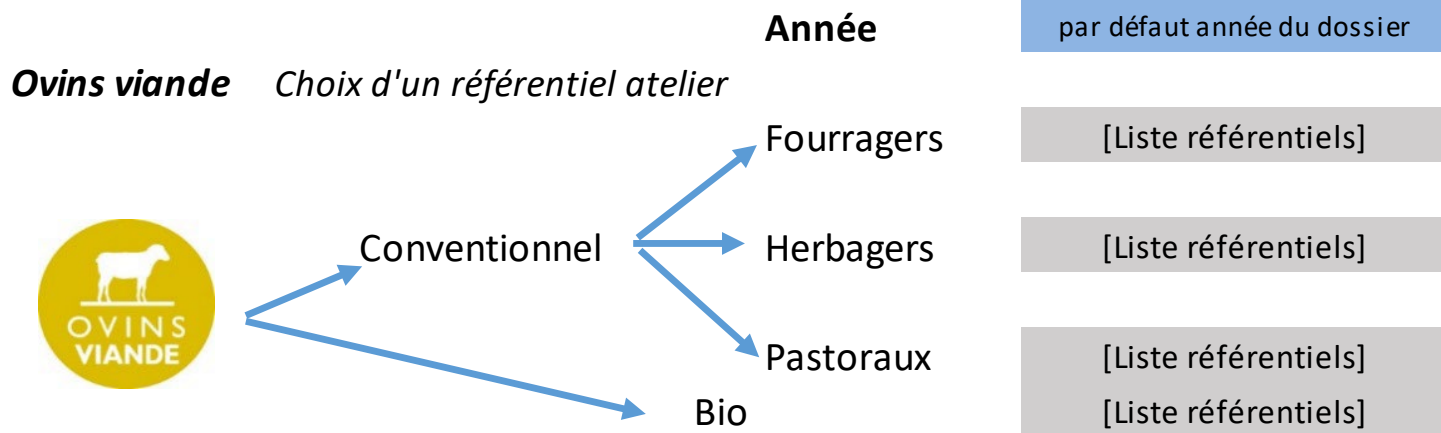 Année par défaut année du dossier
Ovins viande Choix d'un référentiel atelier
Fourragers [Liste référentiels]
Conventionnel Herbagers [Liste référentiels]
OVINS
VIANDE
Pastoraux [Liste référentiels]
Bio [Liste référentiels]